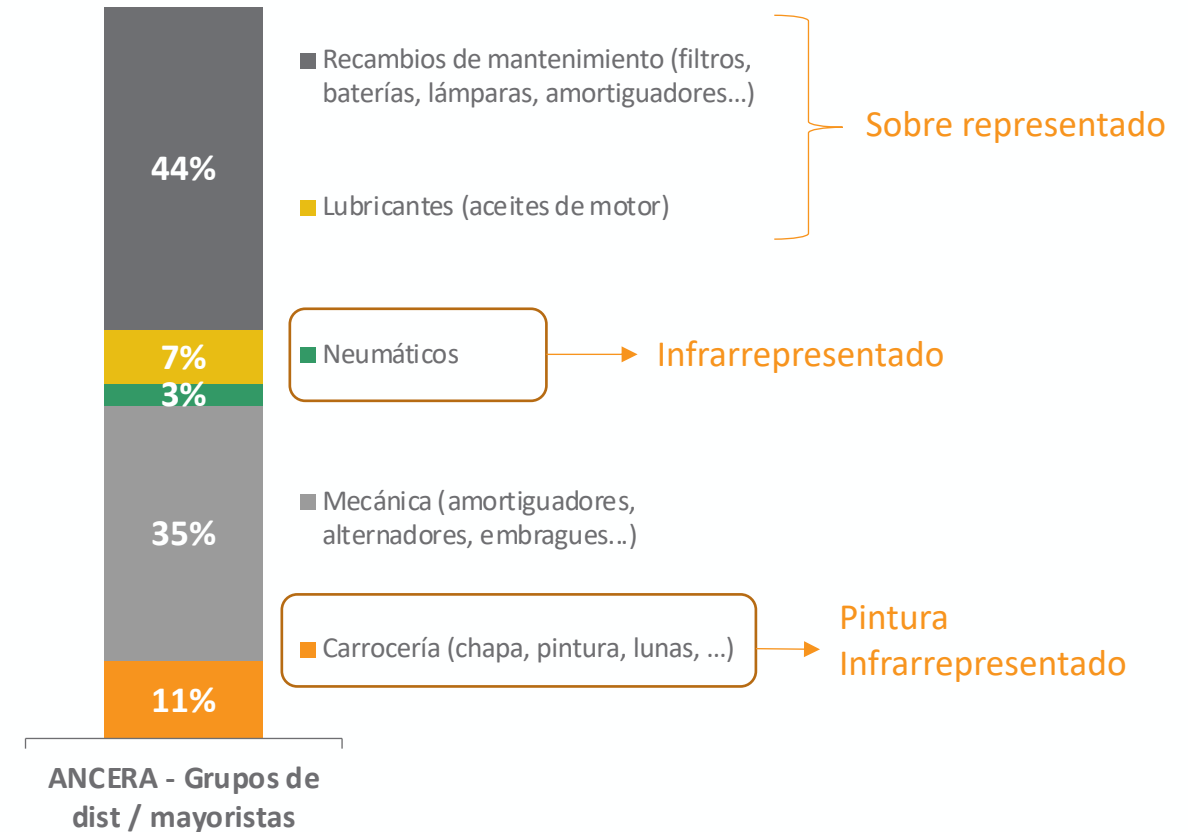 Recambios de mantenimiento (filtros,
baterías, lámparas, amortiguadores...)
Sobre representado
44%
Lubricantes (aceites de motor)
7%
Neumáticos
Infrarrepresentado
3%
Mecánica (amortiguadores,
alternadores, embragues...)
35%
Pintura
Infrarrepresentado
Carrocería (chapa, pintura, lunas, ...)
11%
ANCERA - Grupos de
dist / mayoristas